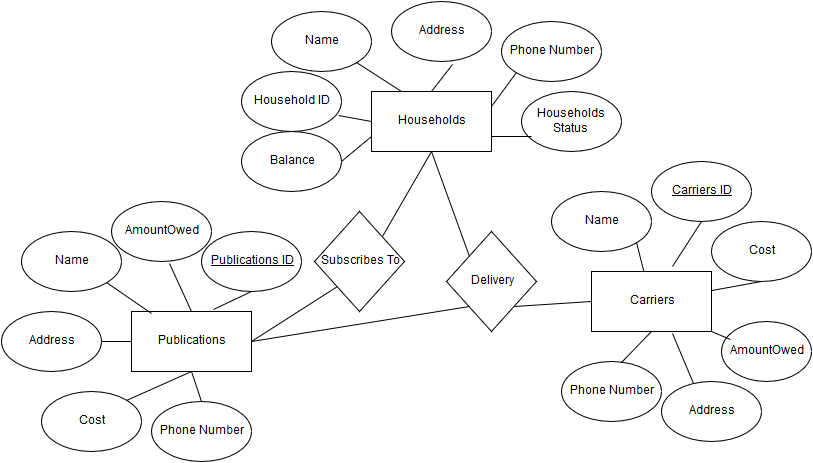 Name
Address
Phone Number
Household ID
Households
Households
Status
Balance
Carriers ID
Name
AmountOwed
Name
Publications ID
Subscribes To
Cost
Delivery
Carriers
Address
Publications
AmountOwed
Phone Number
Address
Cost
Phone Number